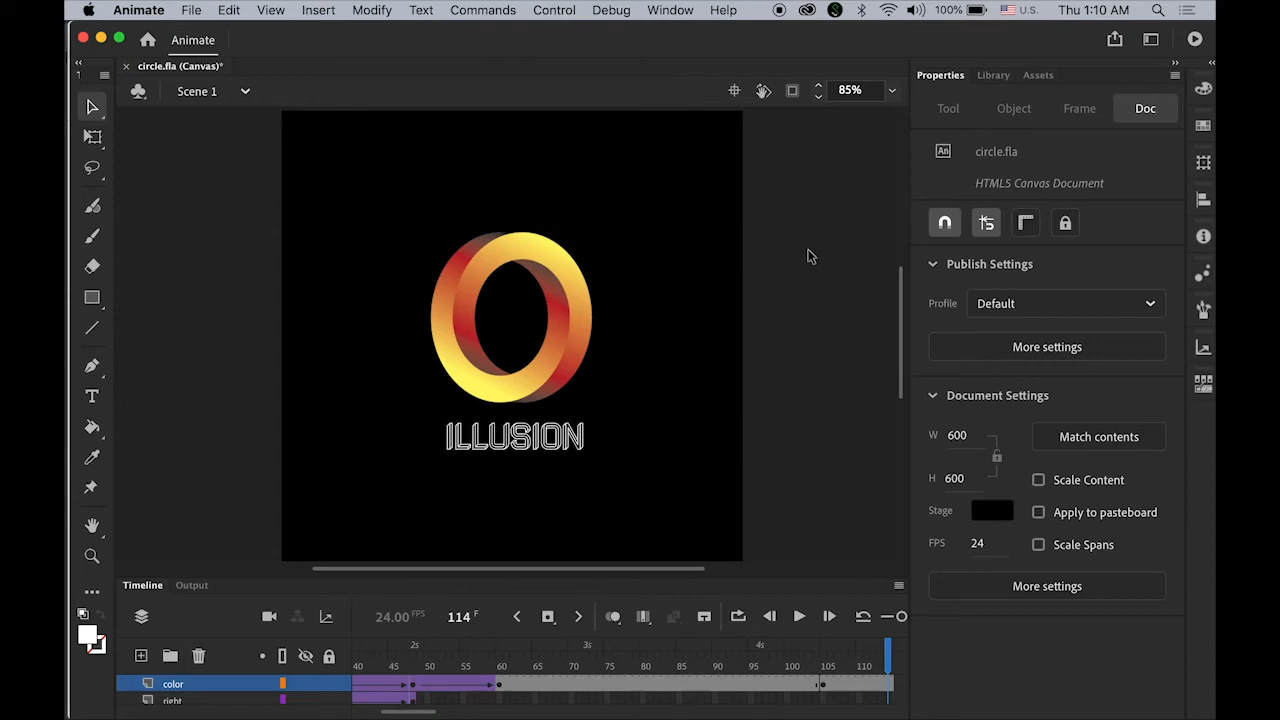 Animate File Edit View Insert Modify Text Commands Control Debug Window Help 100% U.S. Thu 1:10 AM
Animate
circle.fla (Canvas)*
Scene 1 85%
Properties Library Assets
Tool Object Frame Doc
An circle.fla
HTML5 Canvas Document
Publish Settings
Profile Default
More settings
Document Settings
W 600 Match contents
H 600 Scale Content
Stage Apply to pasteboard
FPS 24 Scale Spans
More settings
ILLUSION
Timeline Output
24.00 FPS 114 F
2s 3s 4s
40 45 50 55 60 65 70 75 80 85 90 95 100 105 110
color
right